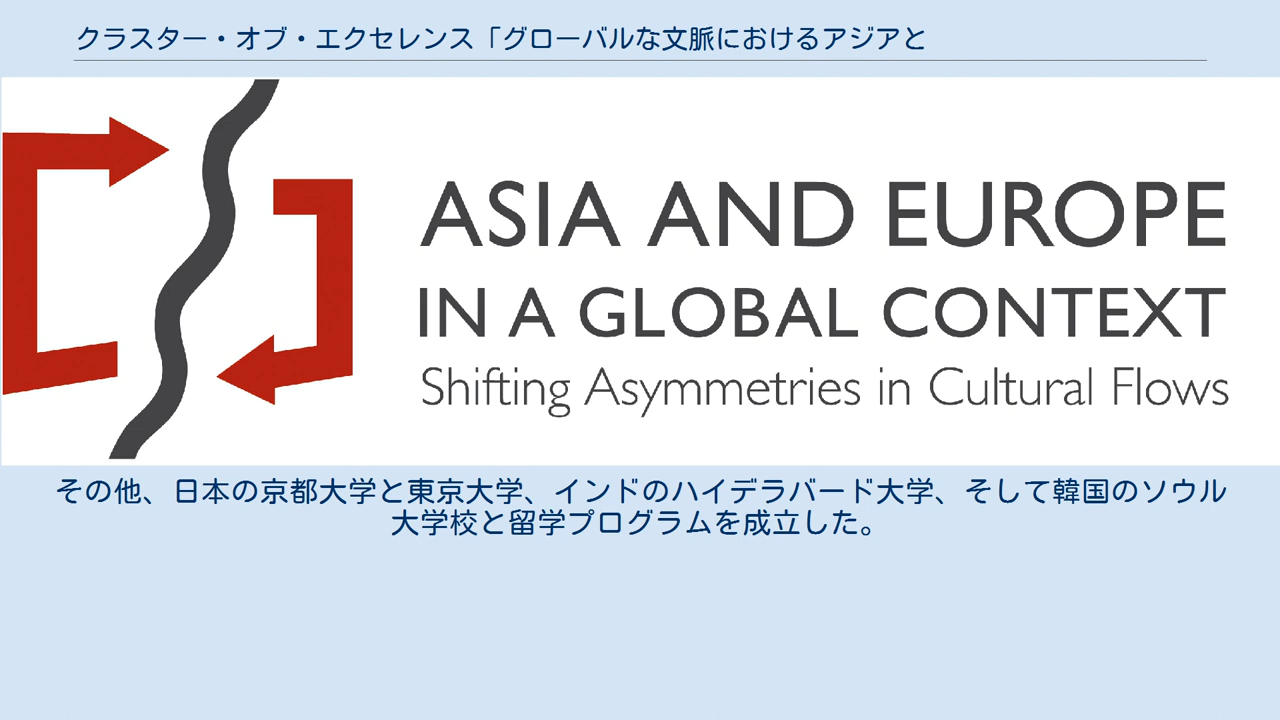 クラスター・オブ・エクセレンス「グローバルな文脈におけるアジアと
ASIA AND EUROPE
IN A GLOBAL CONTEXT
Shifting Asymmetries in Cultural Flows
その他、日本の京都大学と東京大学、インドのハイデラバード大学、そして韓国のソウル
大学校と留学プログラムを成立した。